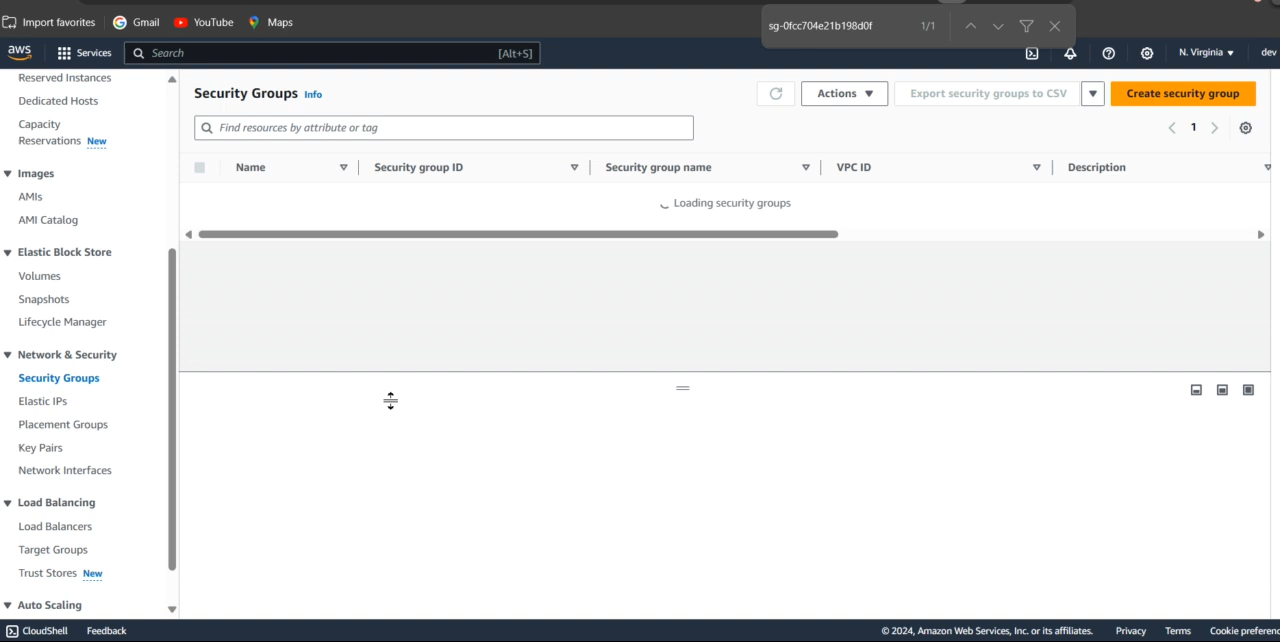 Import favorites Gmail YouTube Maps
sg-0fcc704e21b198d0f 1/1
aws Services Search [Alt+S] N. Virginia dev
Reserved Instances
Dedicated Hosts
Capacity
Reservations New
Images
AMIs
AMI Catalog
Elastic Block Store
Volumes
Snapshots
Lifecycle Manager
Network & Security
Security Groups
Elastic IPs
Placement Groups
Key Pairs
Network Interfaces
Load Balancing
Load Balancers
Target Groups
Trust Stores New
Auto Scaling
Security Groups Info Actions Export security groups to CSV Create security group
Find resources by attribute or tag 1
Name Security group ID Security group name VPC ID Description
Loading security groups
CloudShell Feedback © 2024, Amazon Web Services, Inc. or its affiliates. Privacy Terms Cookie preferenc